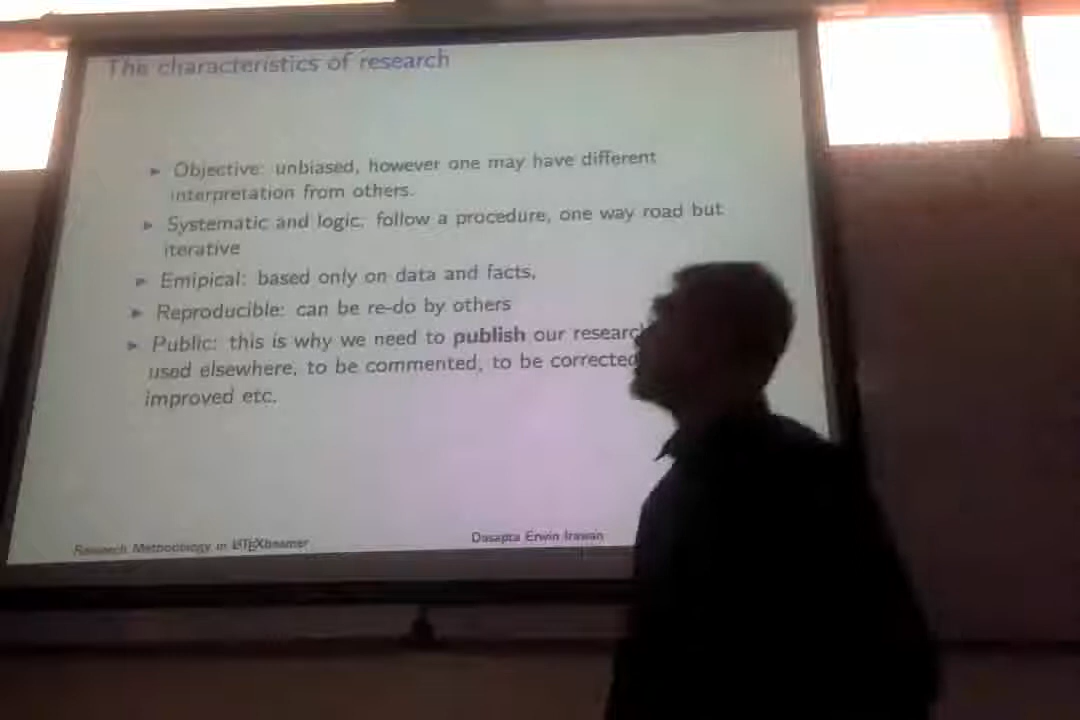 The characteristics of research
Objective: unbiased, however one may have different
interpretation from others.
Systematic and logic: follow a procedure, one way road but
iterative
Emipical: based only on data and facts,
Reproducible: can be re-do by others
Public: this is why we need to publish our research
used elsewhere, to be commented, to be corrected
improved etc.
Research Methodology in LATEXbeamer
Dasapta Erwin Irawan